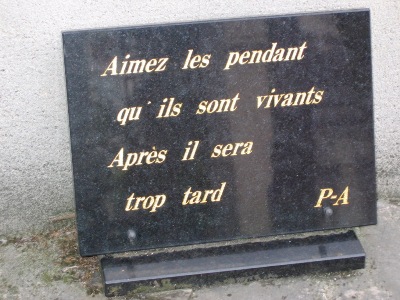 Aimez les pendant
qu'ils sont vivants
Après il sera
trop tard P-A